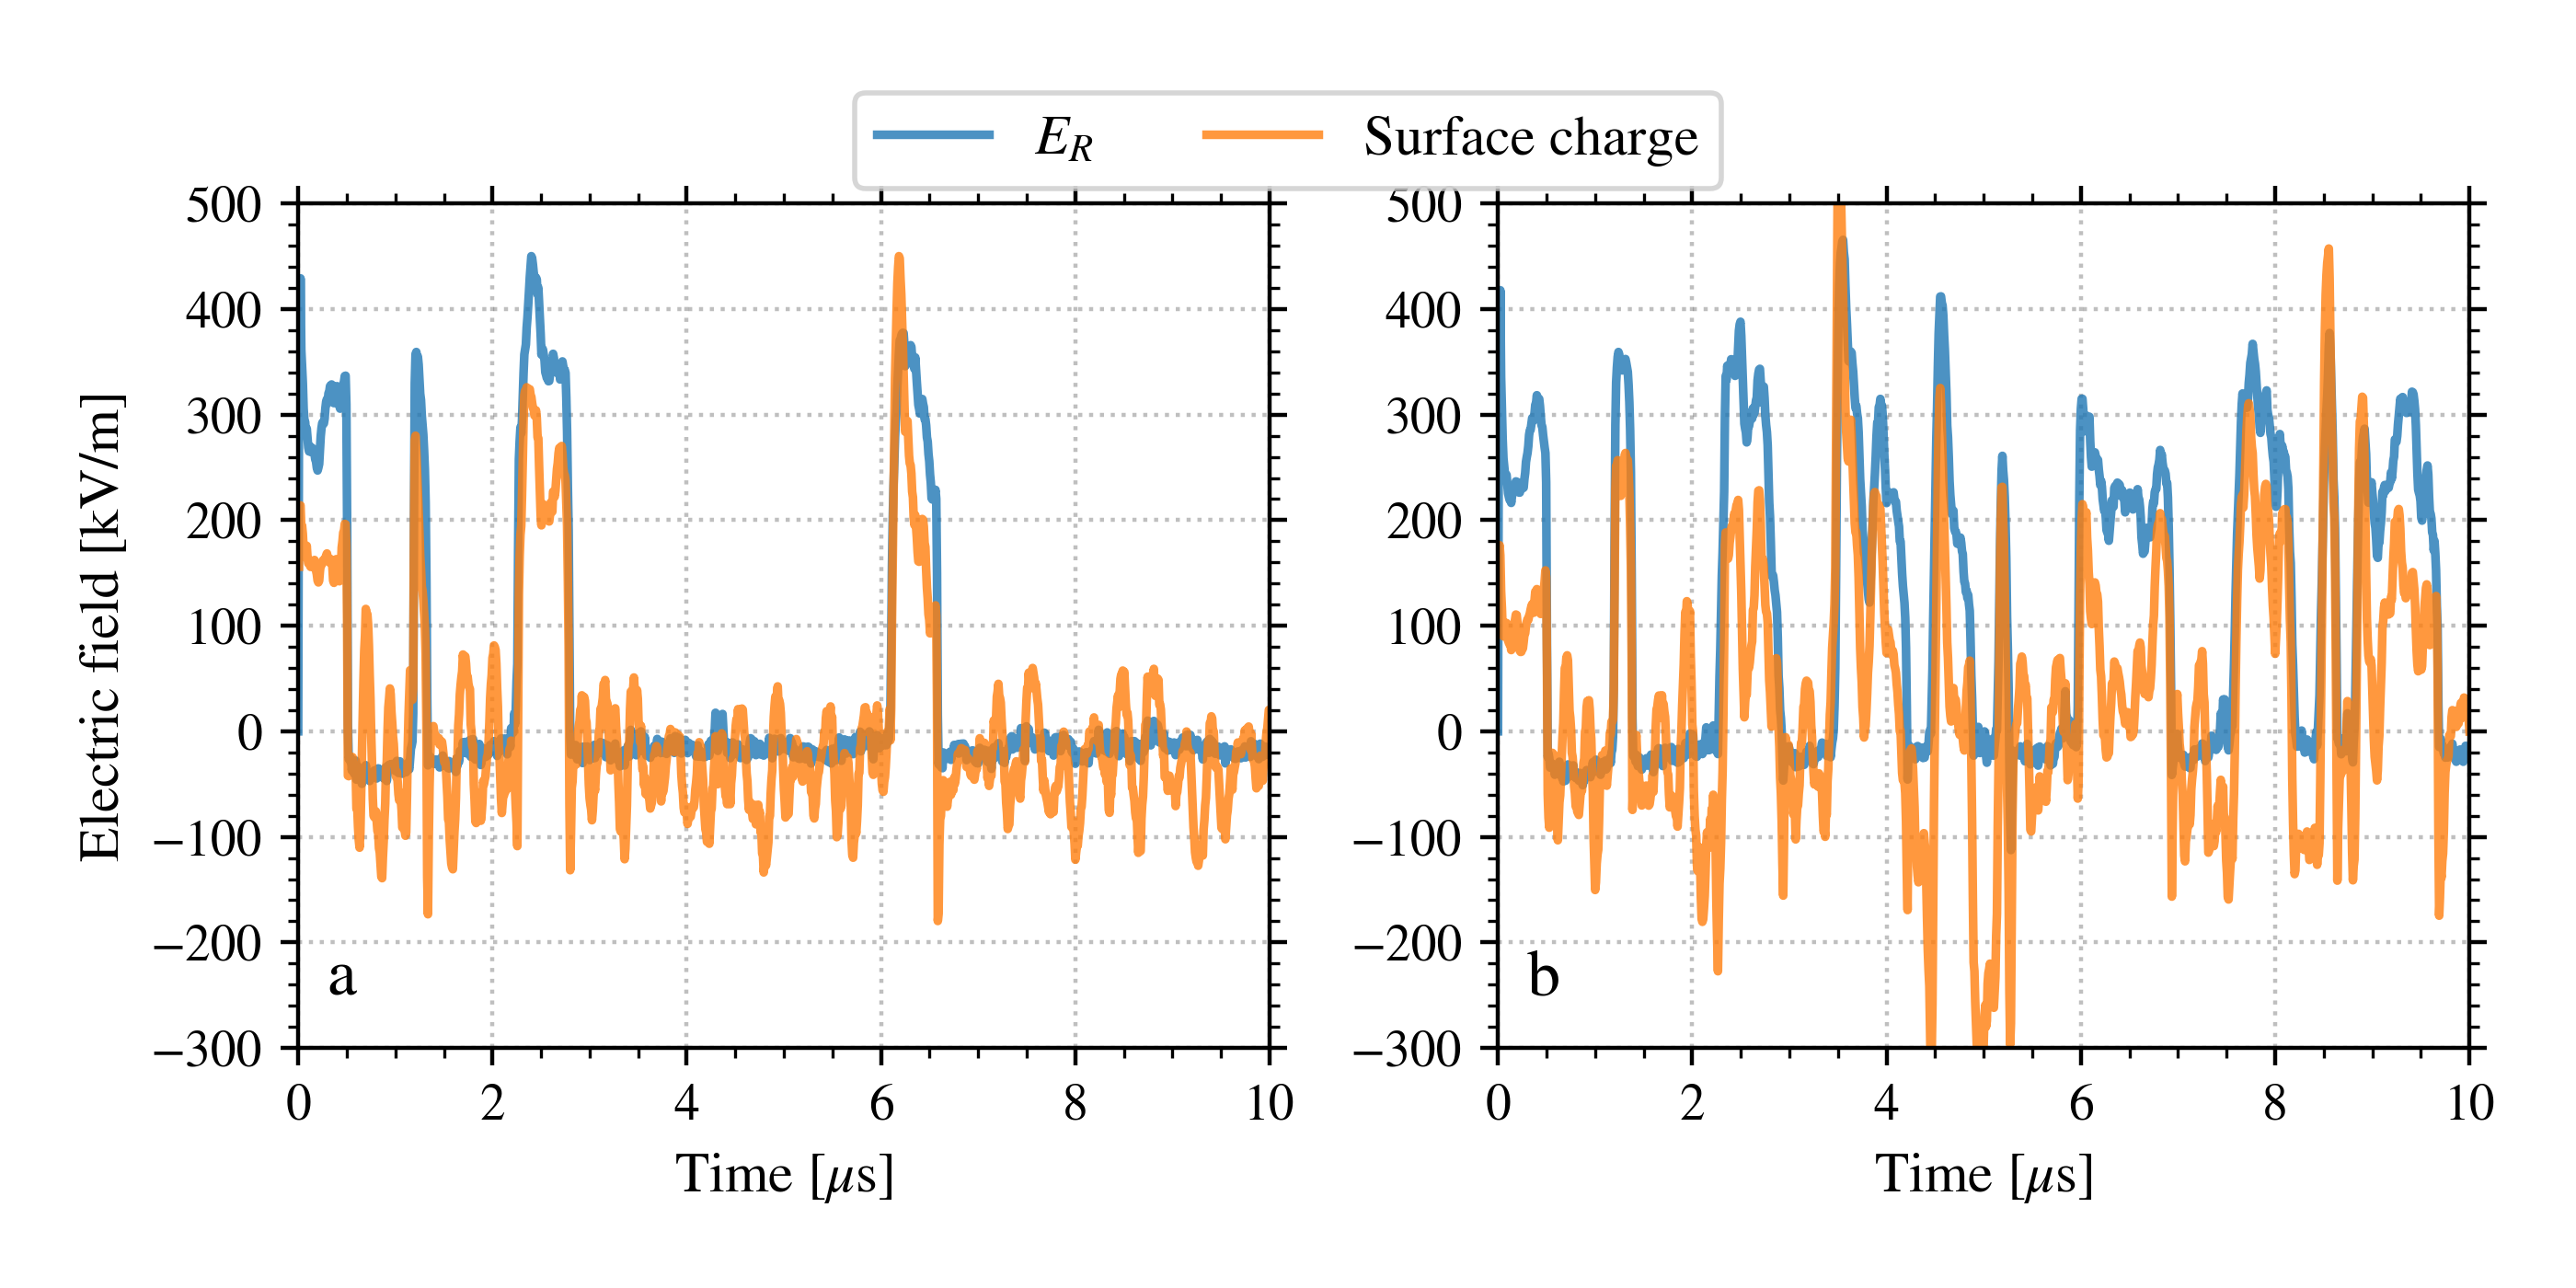 E_R Surface charge
500 500
400 400
300 300
200 200
100 100
0 0
−100 −100
−200 −200
a b
−300 −300
0 2 4 6 8 10 0 2 4 6 8 10
Time [μs] Time [μs]
Electric field [kV/m]